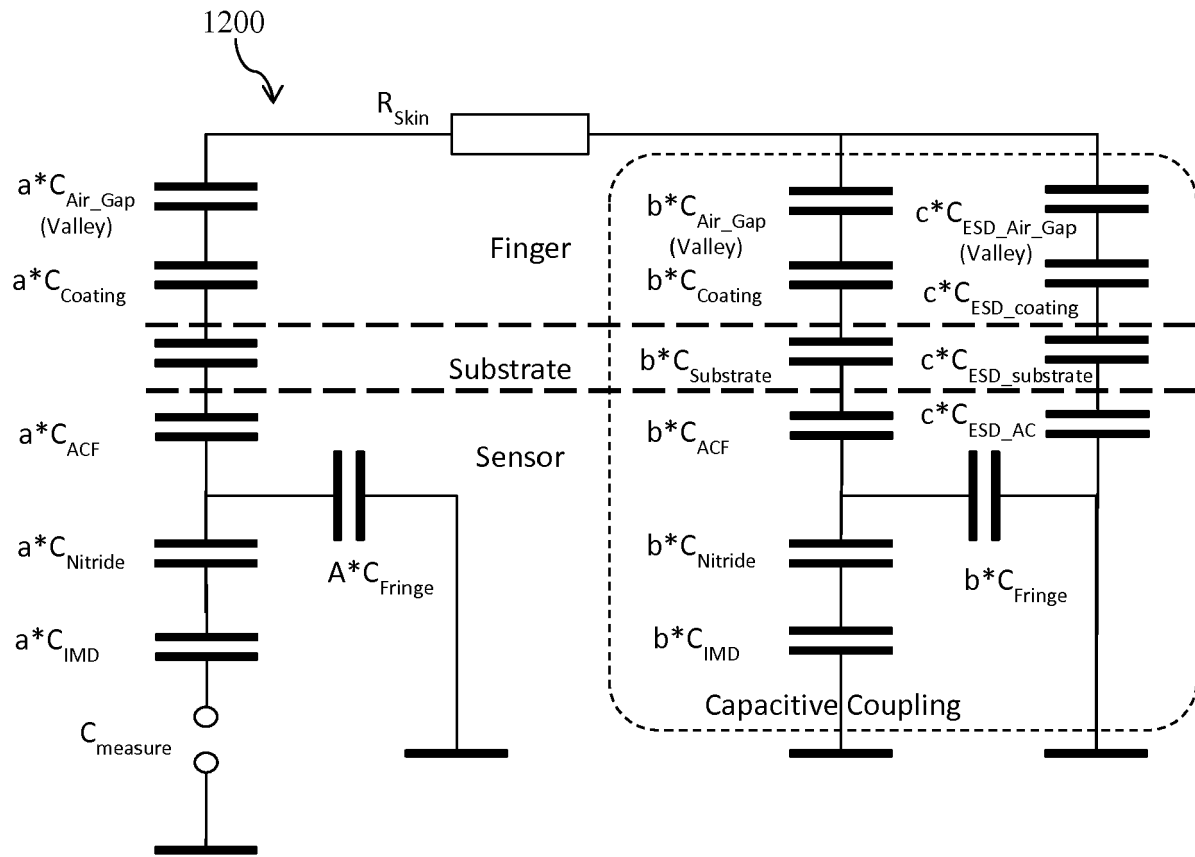 1200
R_Skin
a*C_Air_Gap
(Valley)
a*C_Coating
Finger
b*C_Air_Gap
(Valley)
b*C_Coating
c*C_ESD_Air_Gap
(Valley)
c*C_ESD_coating
Substrate
b*C_Substrate
c*C_ESD_substrate
a*C_ACF
Sensor
b*C_ACF
c*C_ESD_AC
a*C_Nitride
A*C_Fringe
b*C_Nitride
b*C_Fringe
a*C_IMD
b*C_IMD
C_measure
Capacitive Coupling